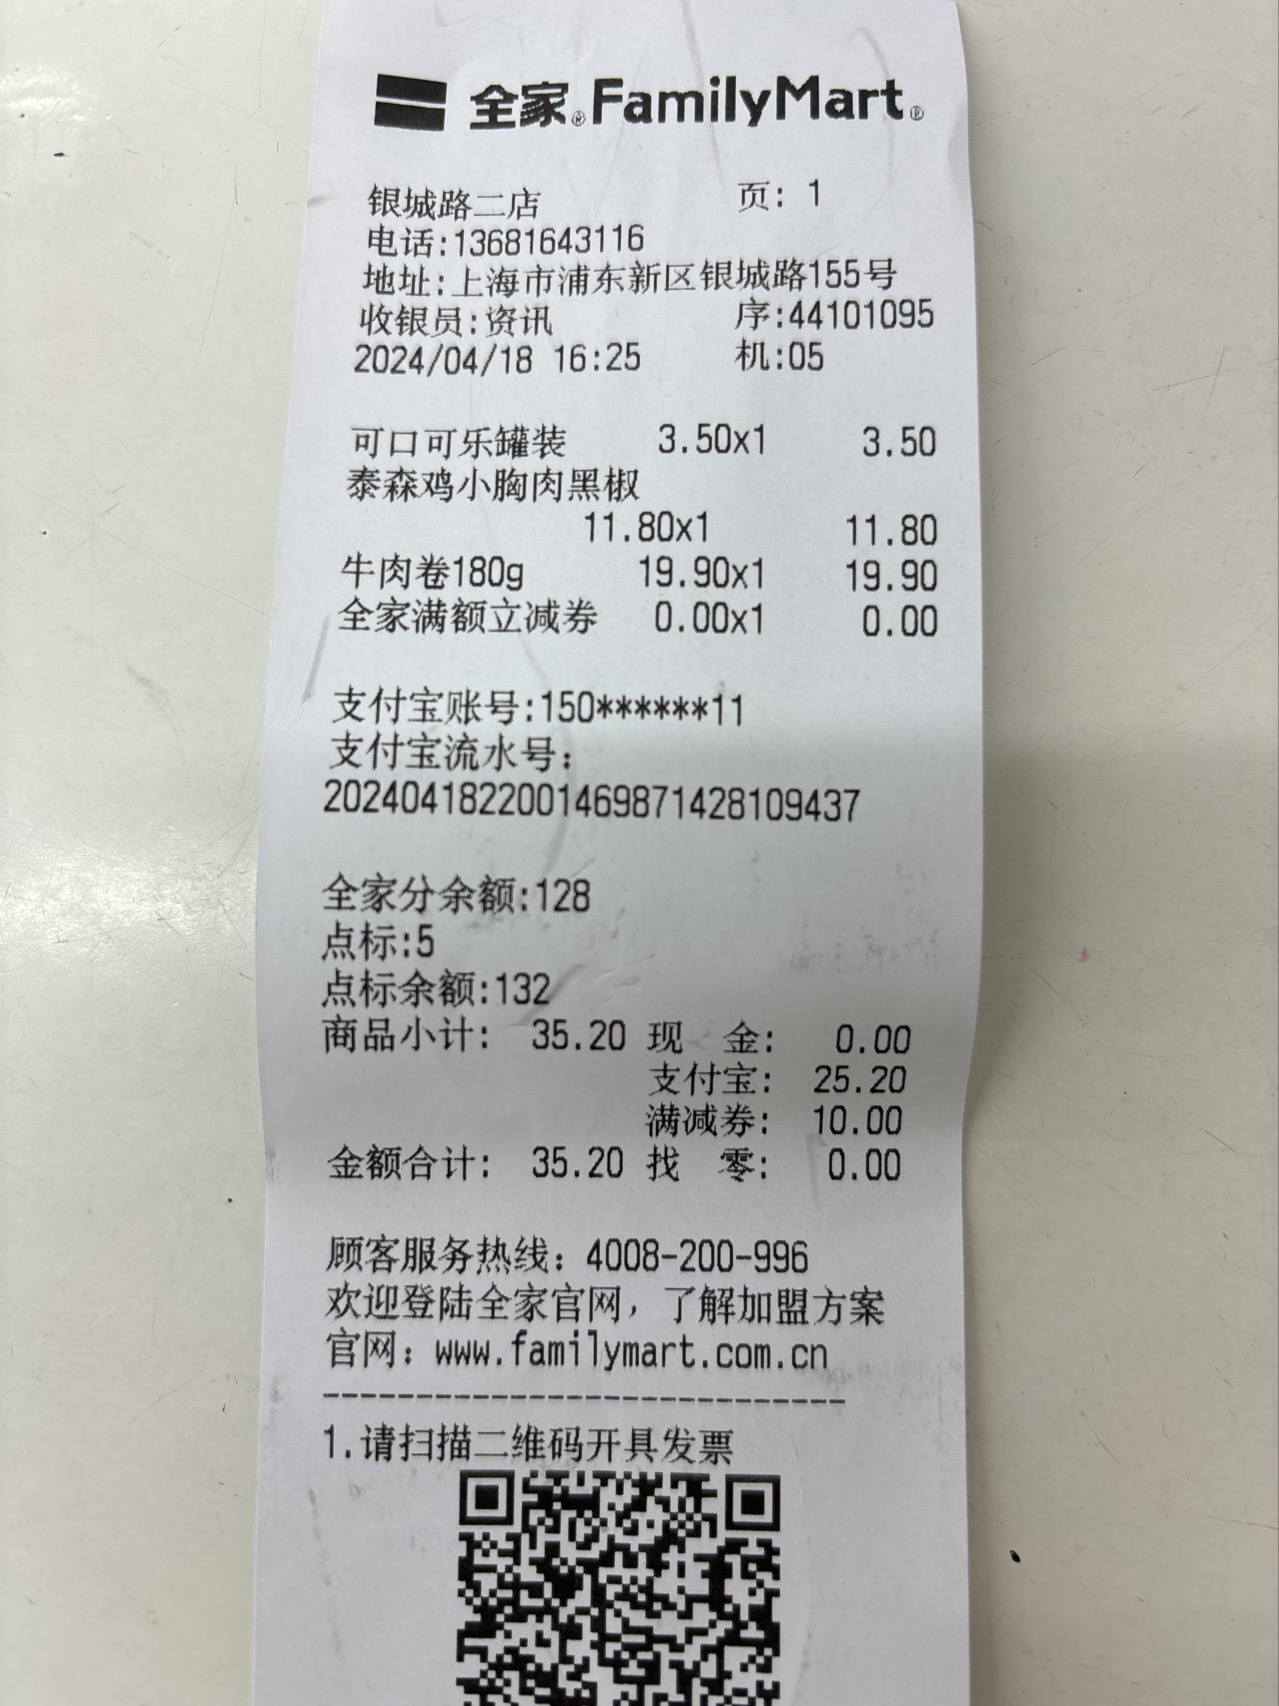 全家® FamilyMart®
银城路二店 页: 1
电话:13681643116
地址:上海市浦东新区银城路155号
收银员:资讯 序:44101095
2024/04/18 16:25 机:05
可口可乐罐装 3.50x1 3.50
泰森鸡小胸肉黑椒
11.80x1 11.80
牛肉卷180g 19.90x1 19.90
全家满额立减券 0.00x1 0.00
支付宝账号:150******11
支付宝流水号:
2024041822001469871428109437
全家分余额:128
点标:5
点标余额:132
商品小计: 35.20 现 金: 0.00
支付宝: 25.20
满减券: 10.00
金额合计: 35.20 找 零: 0.00
顾客服务热线: 4008-200-996
欢迎登陆全家官网，了解加盟方案
官网: www.familymart.com.cn
----------------------------
1.请扫描二维码开具发票